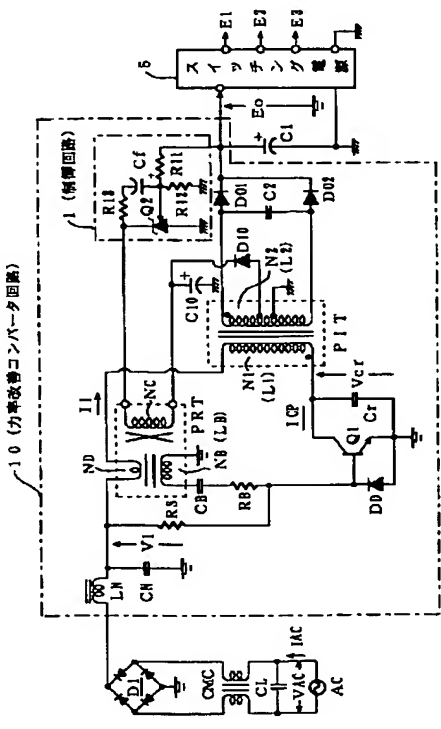 10 (力率改善コンバータ回路)
1 (制御回路)
I1
V1
LN
CN
D1
CMC
CL
VAC
IAC
AC
ND
NC
PRT
NB
(LB)
CB
RB
RS
ICP
Vcr
Cr
Q1
DD
N1
(L1)
N2
(L2)
PIT
C10
D10
R13
Cf
Q2
R11
R12
DO1
C2
DO2
C1
Eo
5
スイッチング電源
E1
E2
E3